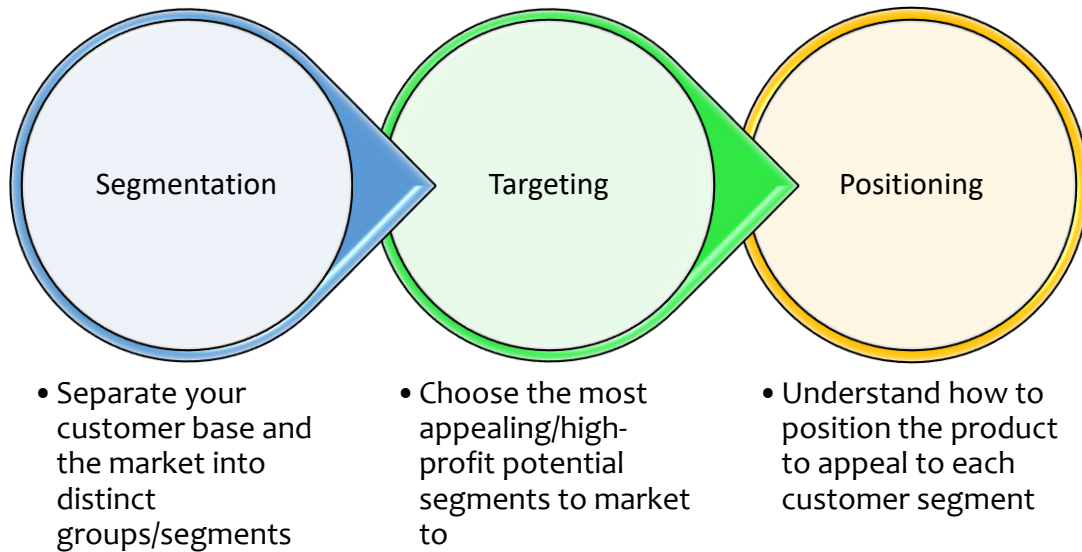 Segmentation
Targeting
Positioning
• Separate your
customer base and
the market into
distinct
groups/segments
• Choose the most
appealing/high-
profit potential
segments to market
to
• Understand how to
position the product
to appeal to each
customer segment